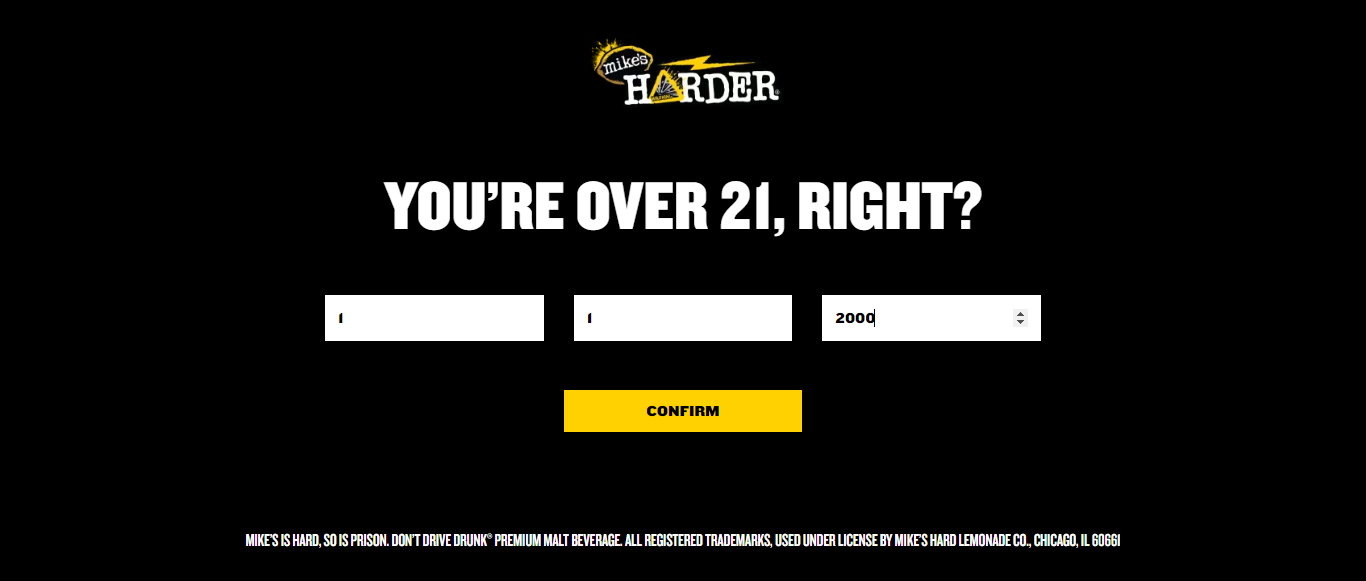 mike's
HARDER
YOU'RE OVER 21, RIGHT?
1 1 2000
CONFIRM
MIKE'S IS HARD, SO IS PRISON. DON'T DRIVE DRUNK® PREMIUM MALT BEVERAGE. ALL REGISTERED TRADEMARKS, USED UNDER LICENSE BY MIKE'S HARD LEMONADE CO., CHICAGO, IL 60661